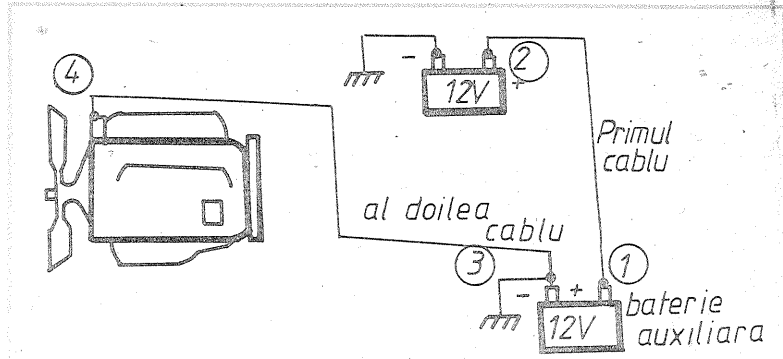 4
- 2
12V +
Primul
cablu
al doilea
cablu
3 1
- +
12V
baterie
auxiliara